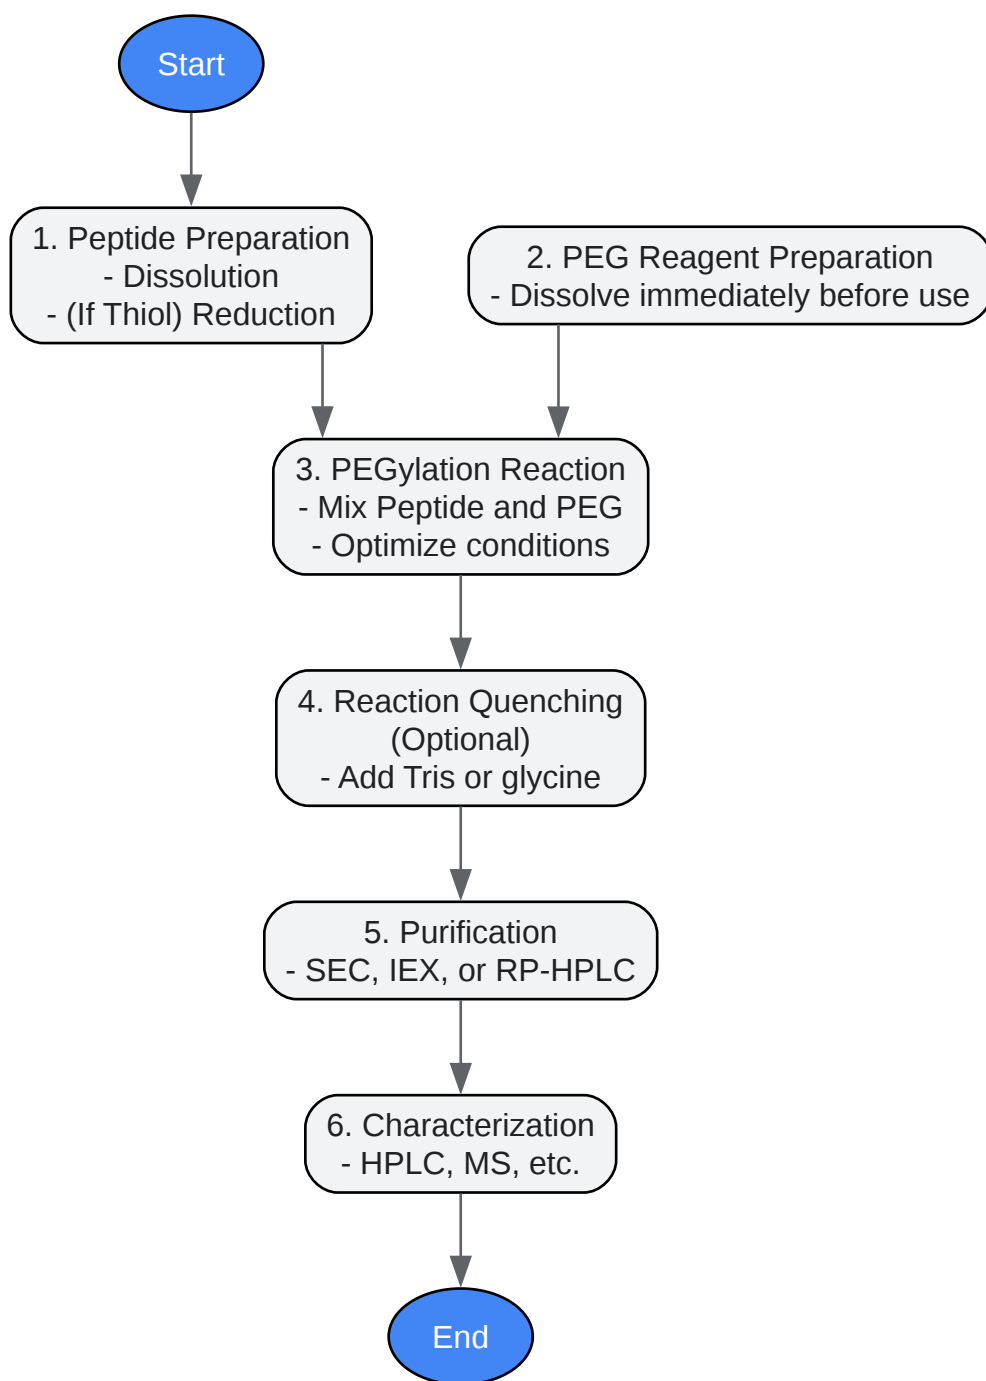 Start
1. Peptide Preparation
- Dissolution
- (If Thiol) Reduction
2. PEG Reagent Preparation
- Dissolve immediately before use
3. PEGylation Reaction
- Mix Peptide and PEG
- Optimize conditions
4. Reaction Quenching
(Optional)
- Add Tris or glycine
5. Purification
- SEC, IEX, or RP-HPLC
6. Characterization
- HPLC, MS, etc.
End